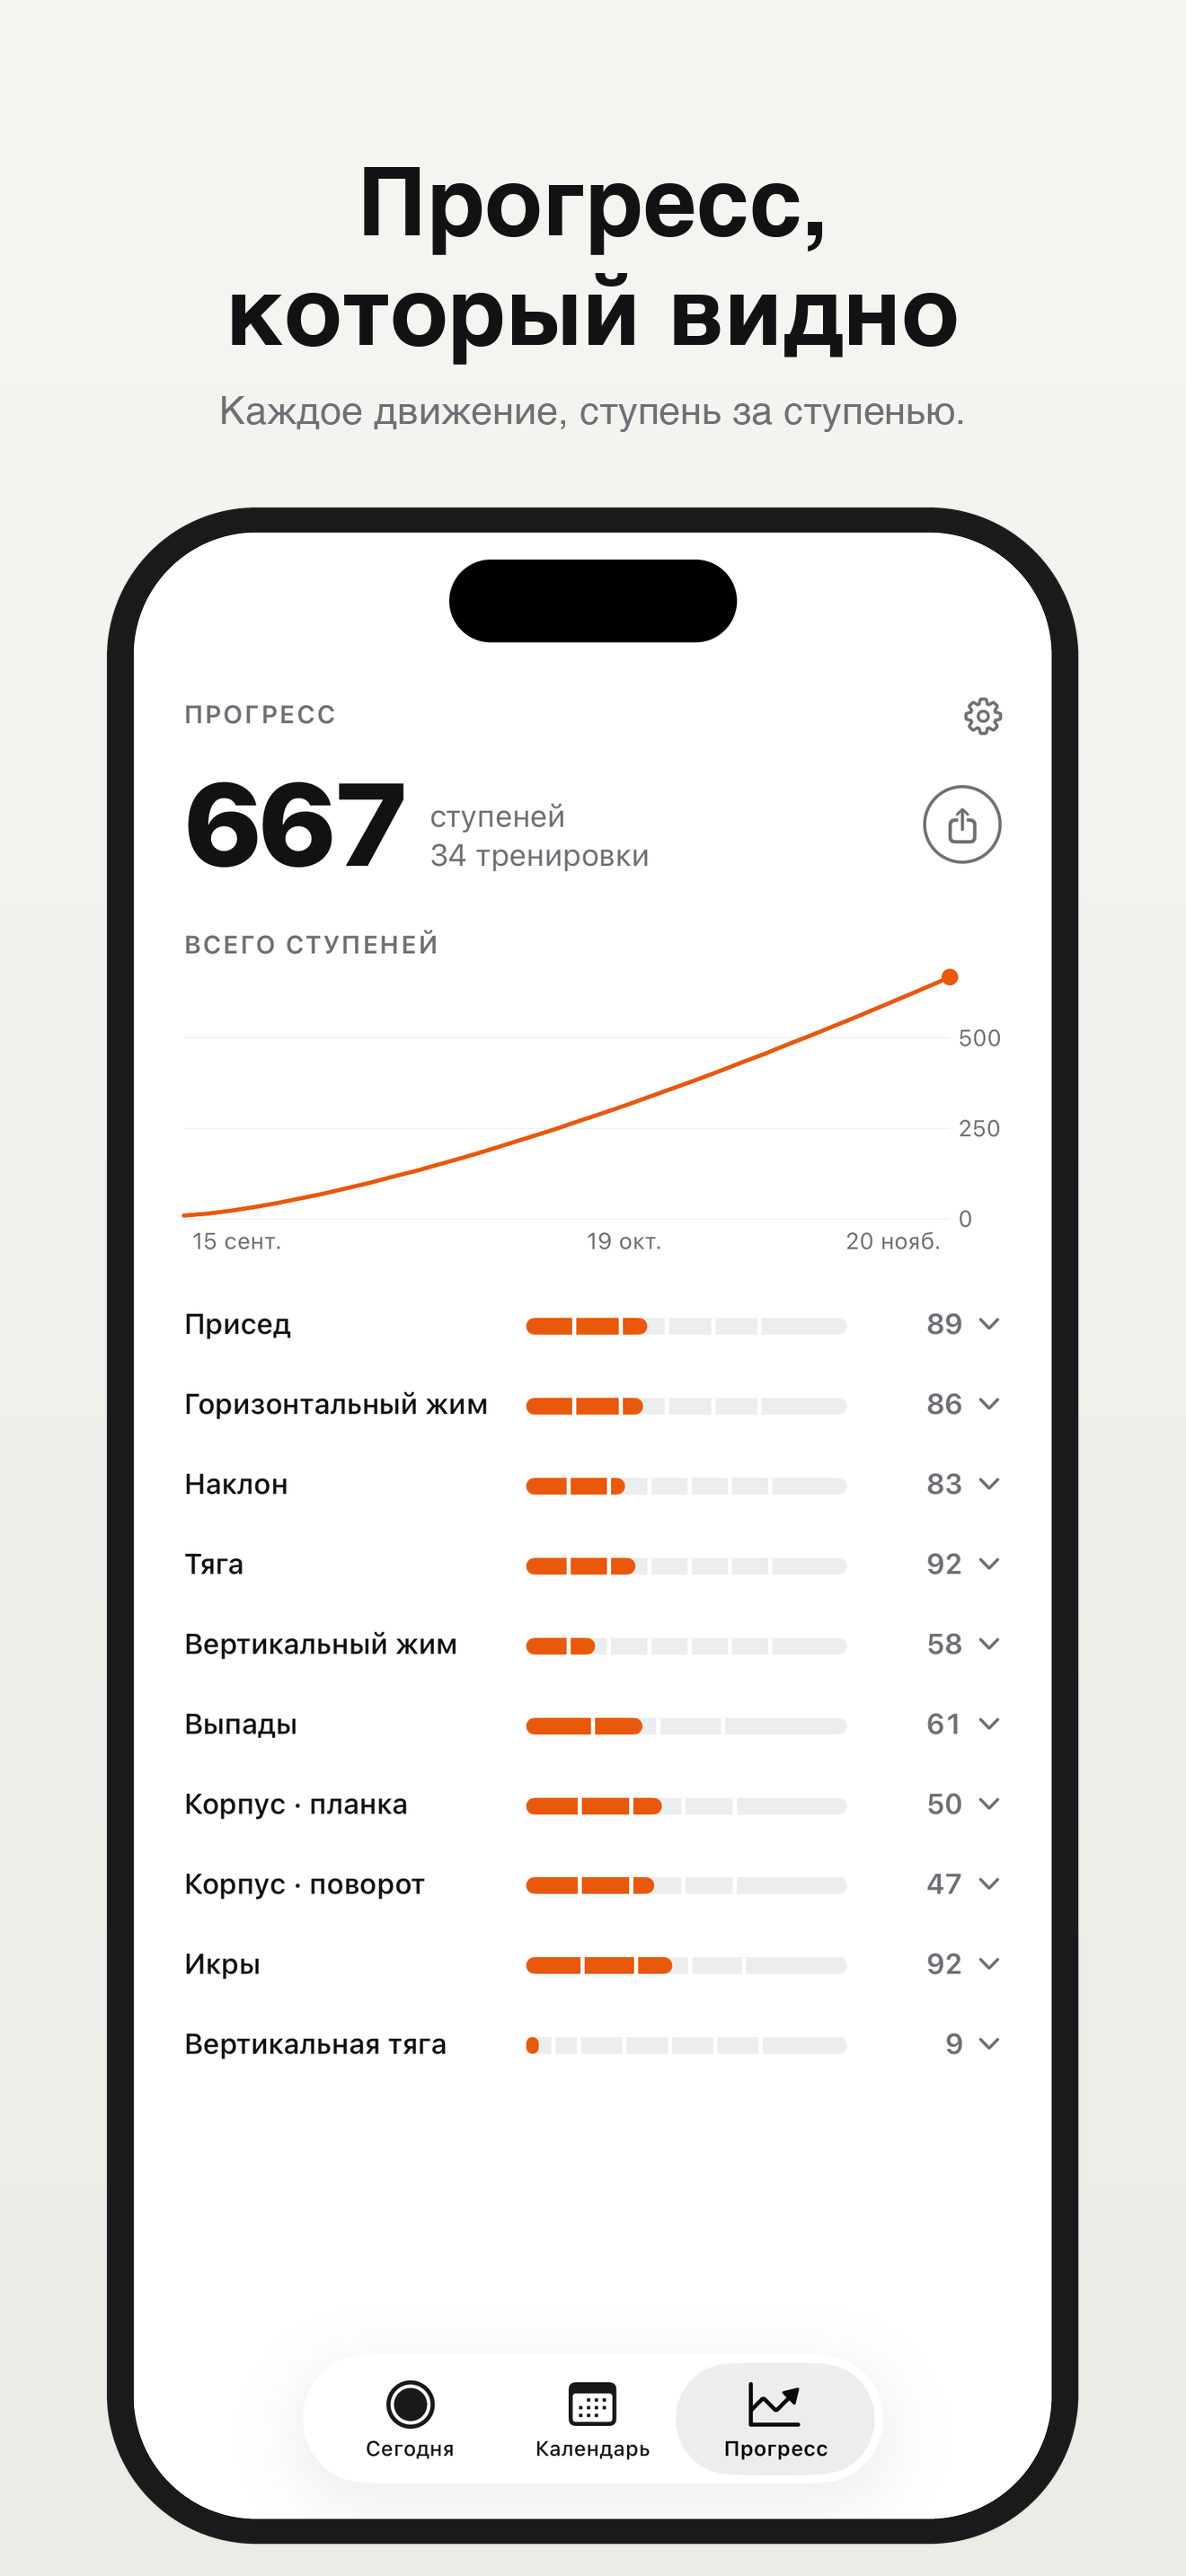 Прогресс,
который видно
Каждое движение, ступень за ступенью.
ПРОГРЕСС
667
ступеней
34 тренировки
ВСЕГО СТУПЕНЕЙ
500
250
0
15 сент. 19 окт. 20 нояб.
Присед 89
Горизонтальный жим 86
Наклон 83
Тяга 92
Вертикальный жим 58
Выпады 61
Корпус · планка 50
Корпус · поворот 47
Икры 92
Вертикальная тяга 9
Сегодня Календарь Прогресс